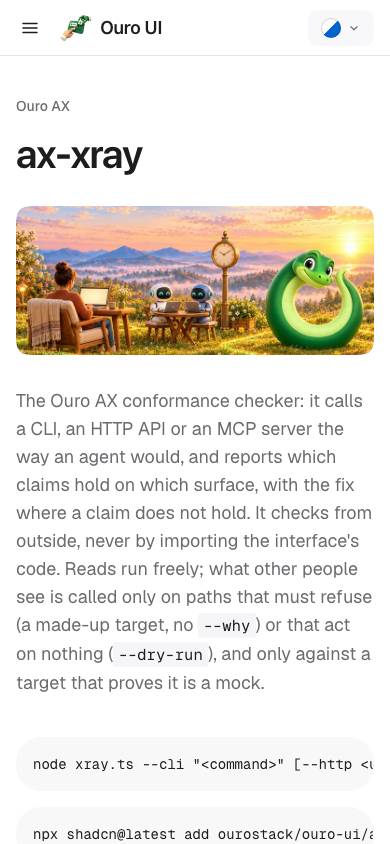 Ouro UI
Ouro AX
ax-xray
The Ouro AX conformance checker: it calls
a CLI, an HTTP API or an MCP server the
way an agent would, and reports which
claims hold on which surface, with the fix
where a claim does not hold. It checks from
outside, never by importing the interface's
code. Reads run freely; what other people
see is called only on paths that must refuse
(a made-up target, no --why) or that act
on nothing (--dry-run), and only against a
target that proves it is a mock.
node xray.ts --cli "<command>" [--http <u
npx shadcn@latest add ourostack/ouro-ui/a